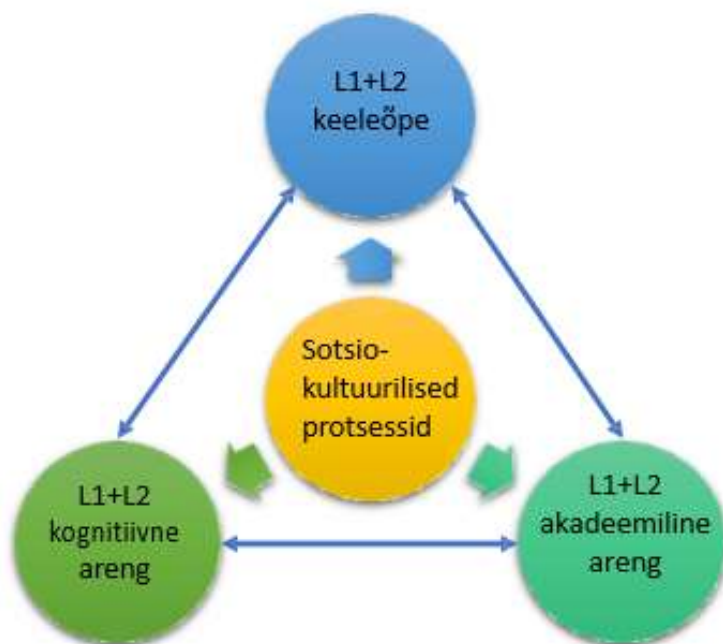 L1+L2
keeleõpe
Sotsio-
kultuurilised
protsessid
L1+L2
kognitiivne
areng
L1+L2
akadeemiline
areng